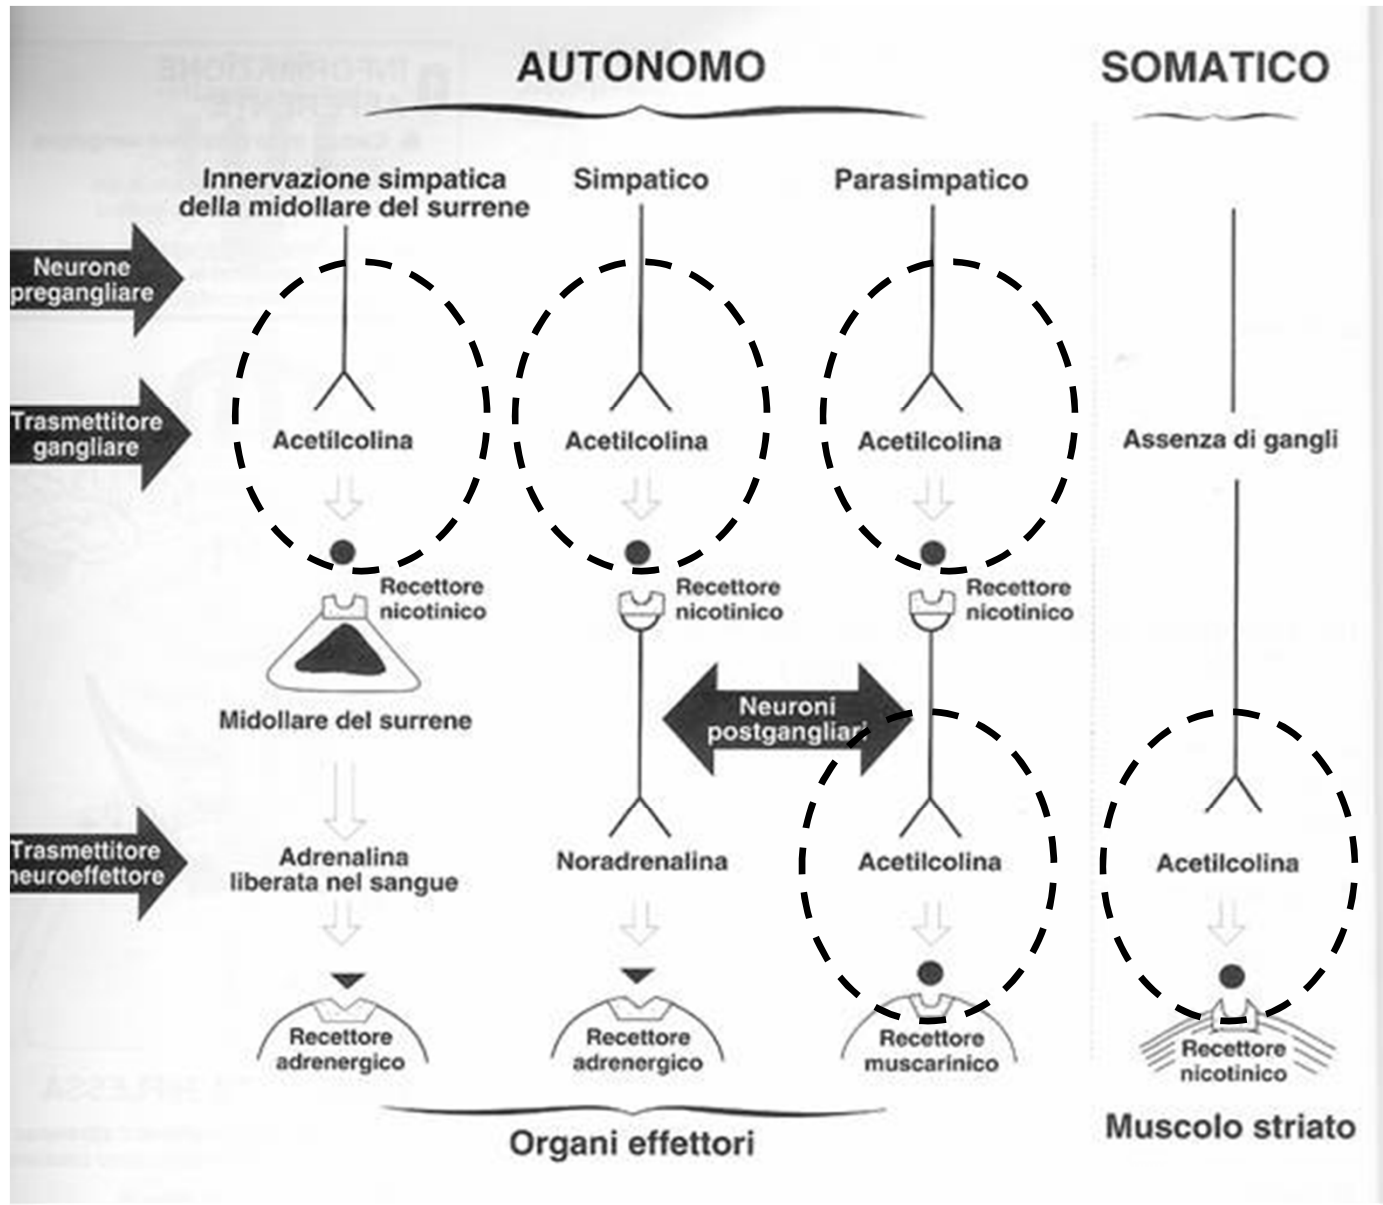 AUTONOMO
SOMATICO
Innervazione simpatica
della midollare del surrene
Simpatico
Parasimpatico
Neurone
pregangliare
Trasmettitore
gangliare
Acetilcolina
Acetilcolina
Acetilcolina
Assenza di gangli
Recettore
nicotinico
Recettore
nicotinico
Recettore
nicotinico
Midollare del surrene
Neuroni
postgangliari
Trasmettitore
neuroeffettore
Adrenalina
liberata nel sangue
Noradrenalina
Acetilcolina
Acetilcolina
Recettore
adrenergico
Recettore
adrenergico
Recettore
muscarinico
Recettore
nicotinico
Organi effettori
Muscolo striato